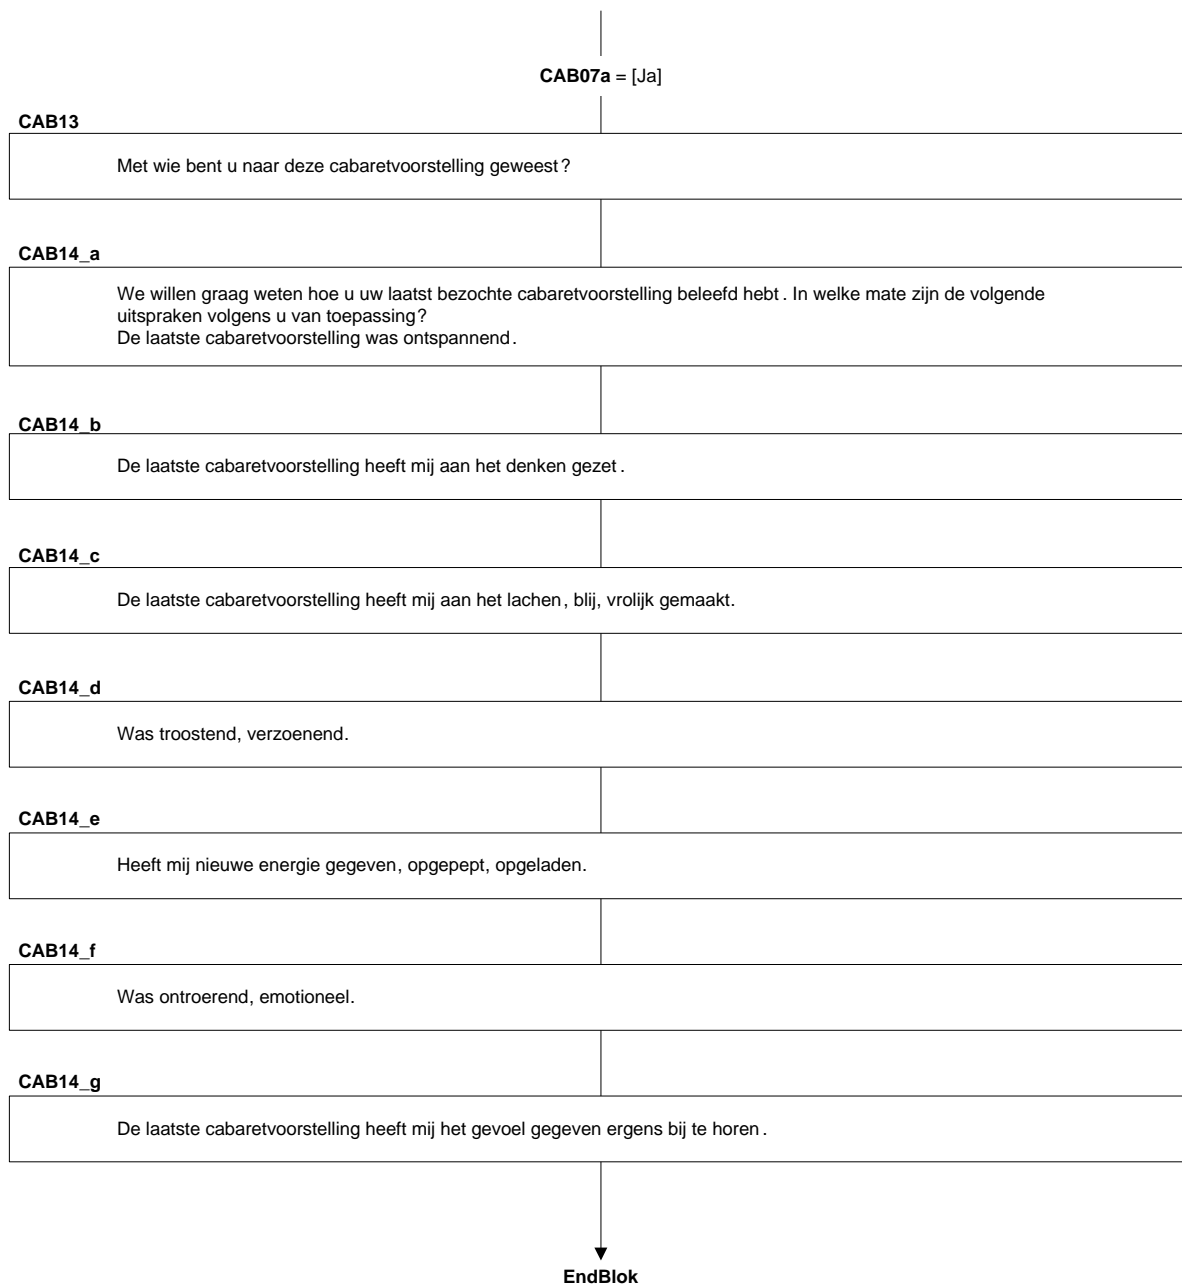 CAB07a = [Ja]
CAB13
Met wie bent u naar deze cabaretvoorstelling geweest?
CAB14_a
We willen graag weten hoe u uw laatst bezochte cabaretvoorstelling beleefd hebt. In welke mate zijn de volgende
uitspraken volgens u van toepassing?
De laatste cabaretvoorstelling was ontspannend.
CAB14_b
De laatste cabaretvoorstelling heeft mij aan het denken gezet.
CAB14_c
De laatste cabaretvoorstelling heeft mij aan het lachen, blij, vrolijk gemaakt.
CAB14_d
Was troostend, verzoenend.
CAB14_e
Heeft mij nieuwe energie gegeven, opgepept, opgeladen.
CAB14_f
Was ontroerend, emotioneel.
CAB14_g
De laatste cabaretvoorstelling heeft mij het gevoel gegeven ergens bij te horen.
EndBlok